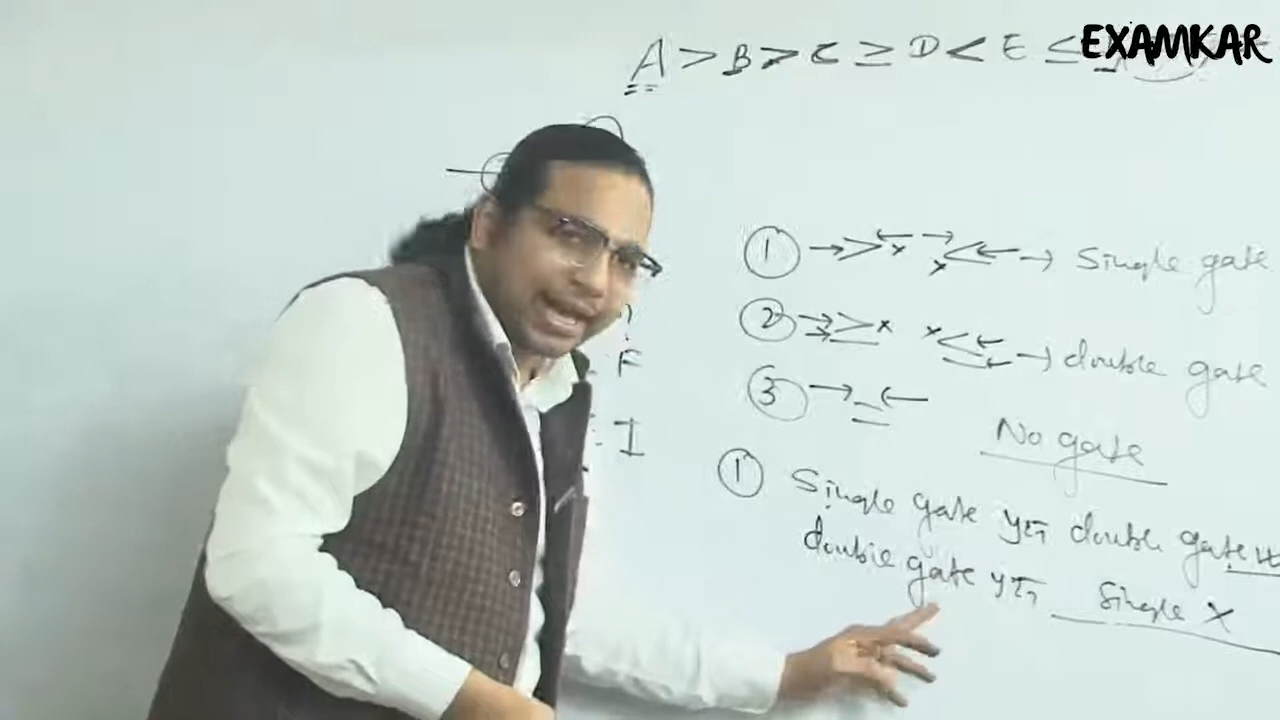 EXAMKAR
A > B > C ≥ D < E ≤
① → > × × < ← → Single gate
② ≥ × × ≤ → double gate
③ → = ←
No gate
① Single gate double gate
double gate Single ×
F
I